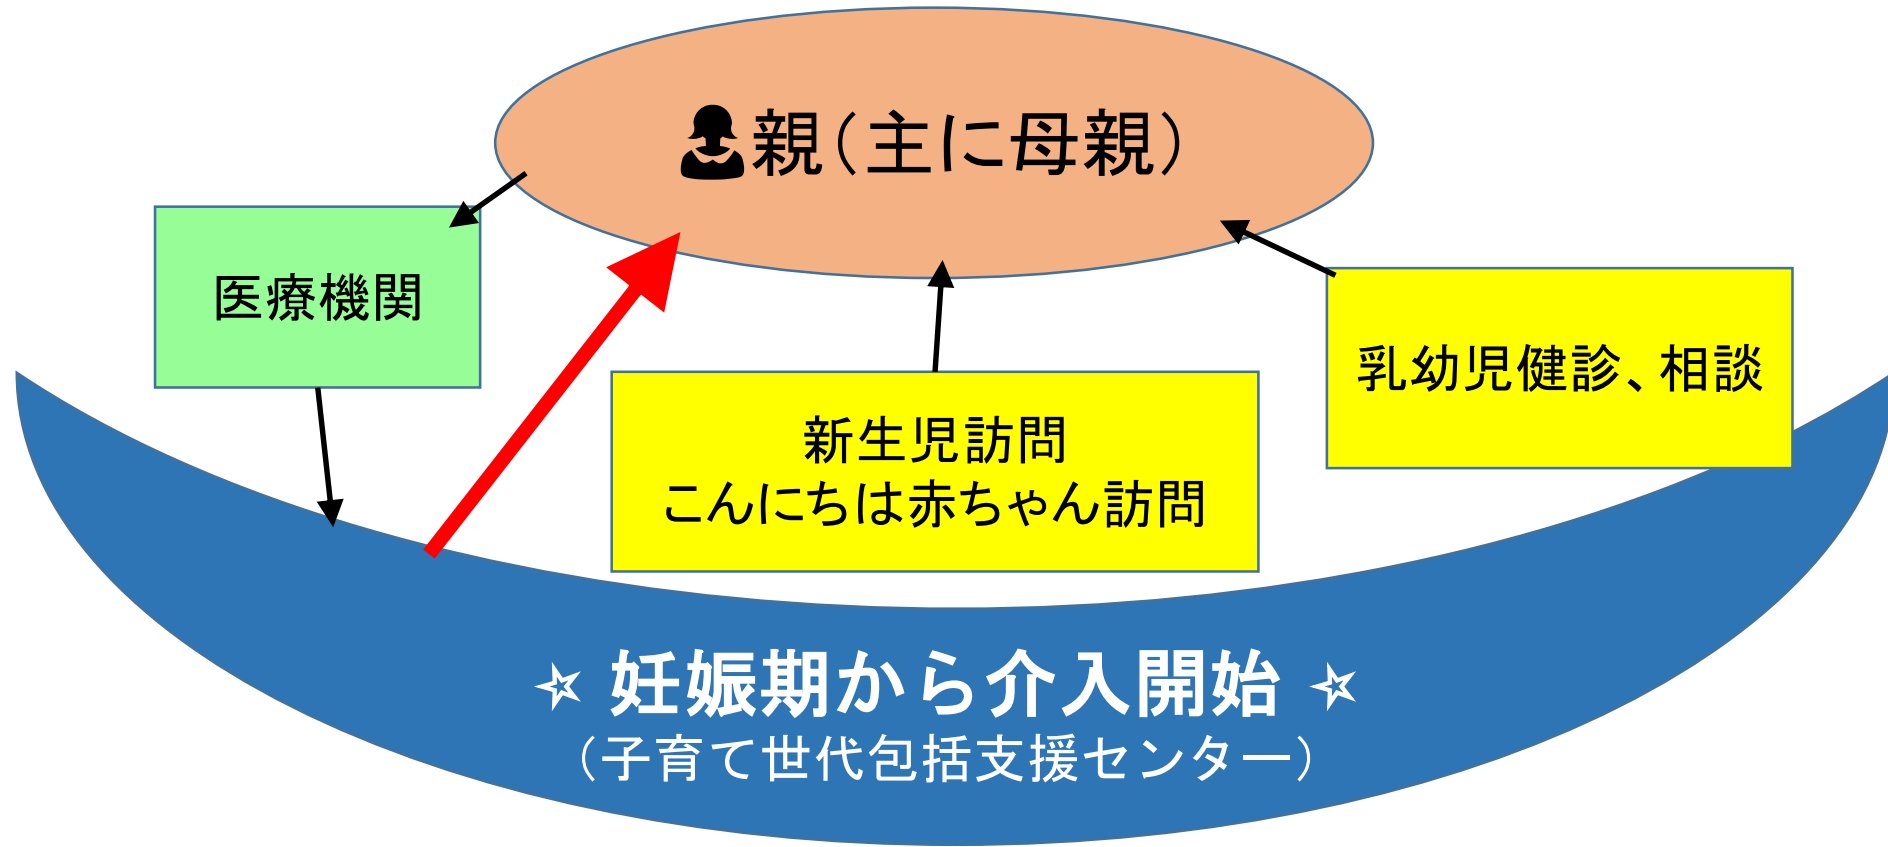 親（主に母親）
医療機関
乳幼児健診、相談
新生児訪問
こんにちは赤ちゃん訪問
☆ 妊娠期から介入開始 ☆
（子育て世代包括支援センター）